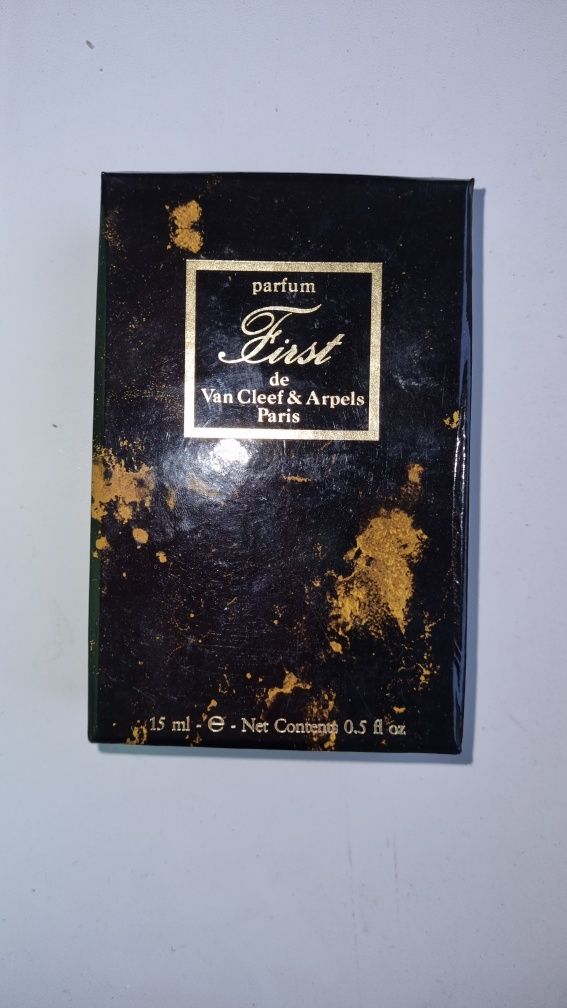 parfum
First
de
Van Cleef & Arpels
Paris
15 ml - ℮ - Net Contents 0.5 fl oz